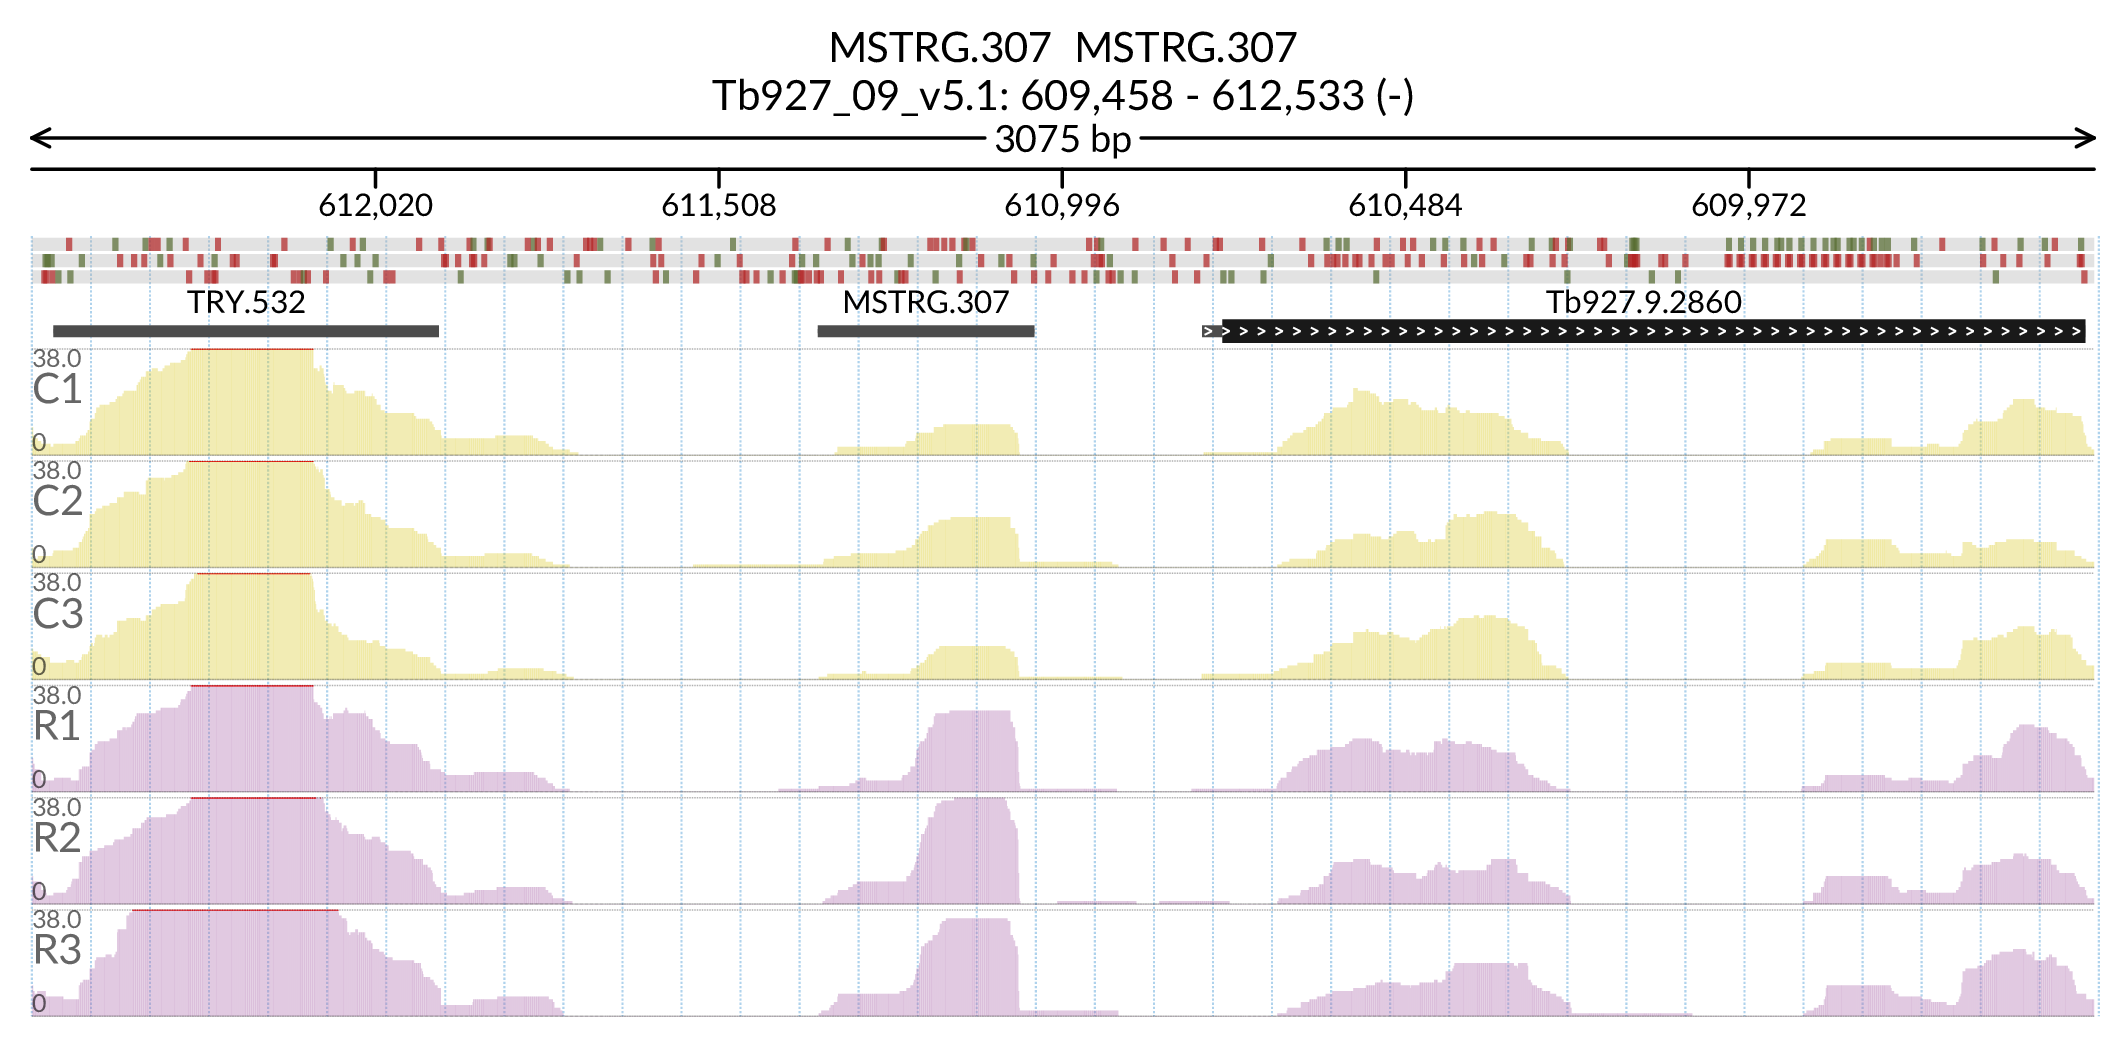 MSTRG.307 MSTRG.307
Tb927_09_v5.1: 609,458 - 612,533 (-)
3075 bp
612,020 611,508 610,996 610,484 609,972
TRY.532 MSTRG.307 Tb927.9.2860
38.0
C1
0
38.0
C2
0
38.0
C3
0
38.0
R1
0
38.0
R2
0
38.0
R3
0